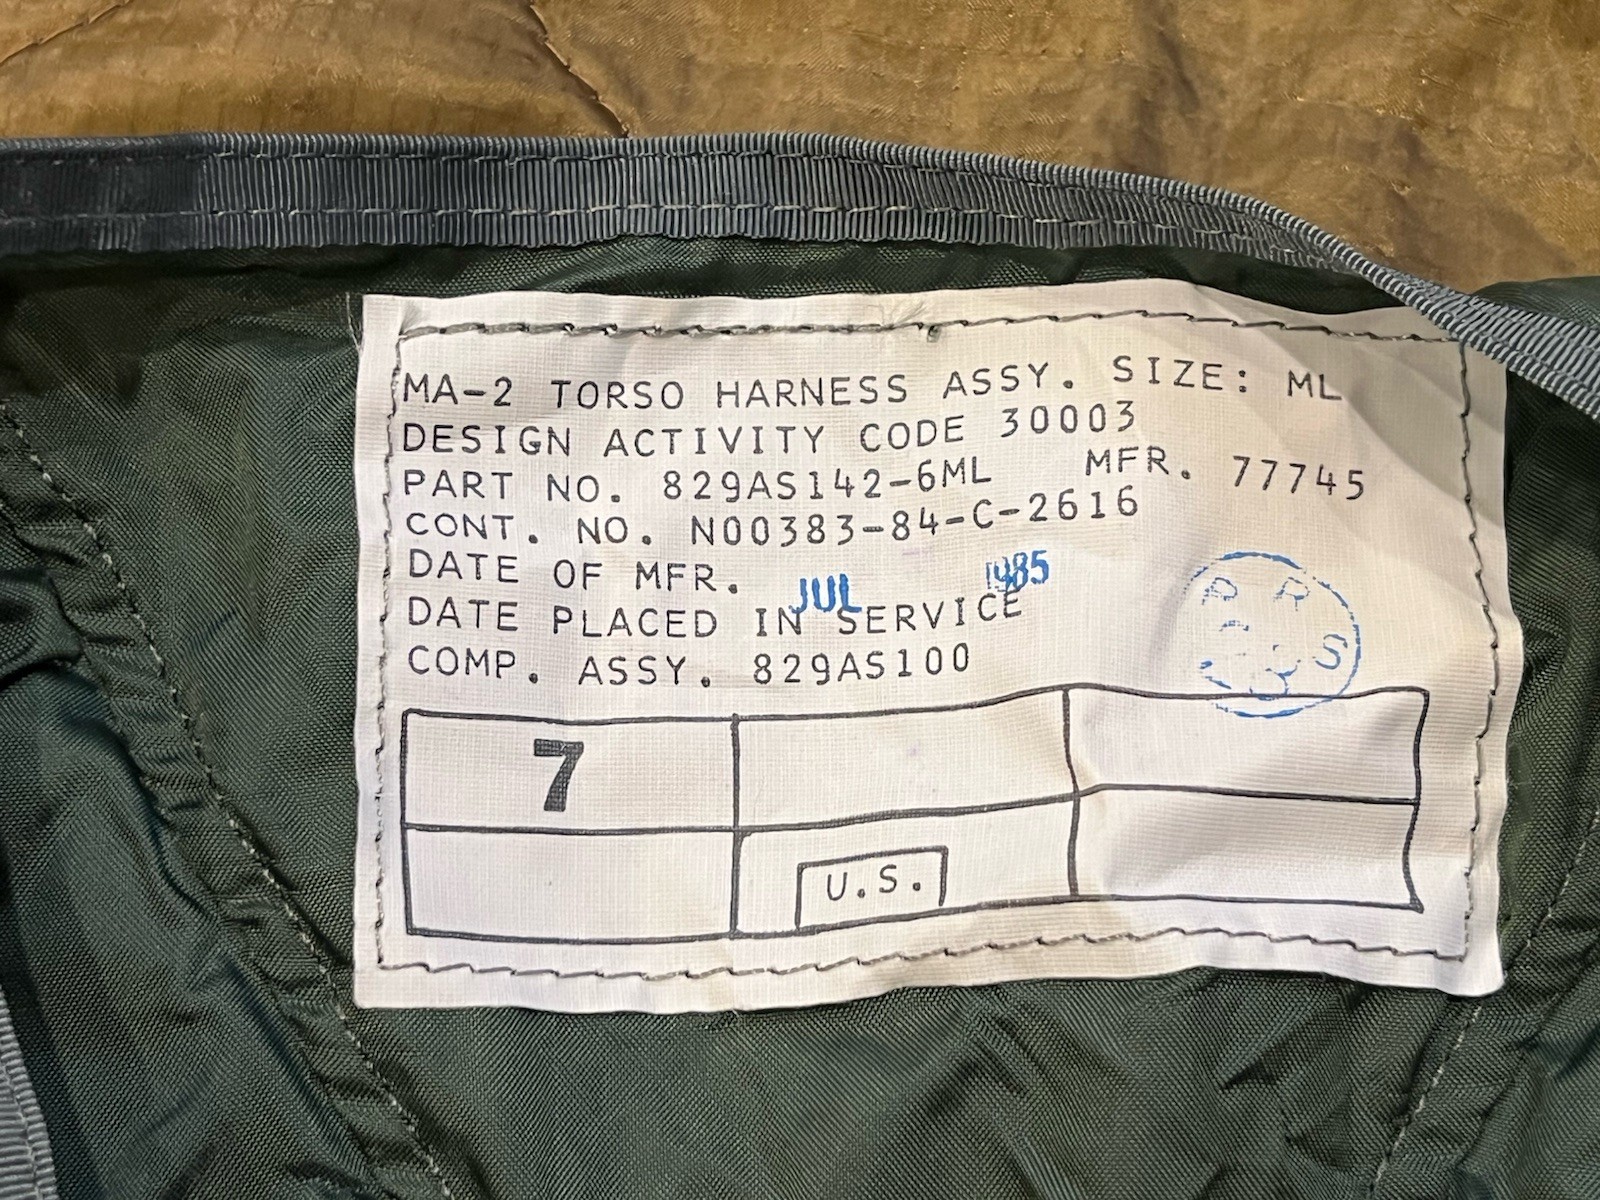 MA-2 TORSO HARNESS ASSY. SIZE: ML
DESIGN ACTIVITY CODE 30003
PART NO. 829AS142-6ML MFR. 77745
CONT. NO. N00383-84-C-2616
DATE OF MFR. JUL 1985
DATE PLACED IN SERVICE
COMP. ASSY. 829AS100
7
U.S.